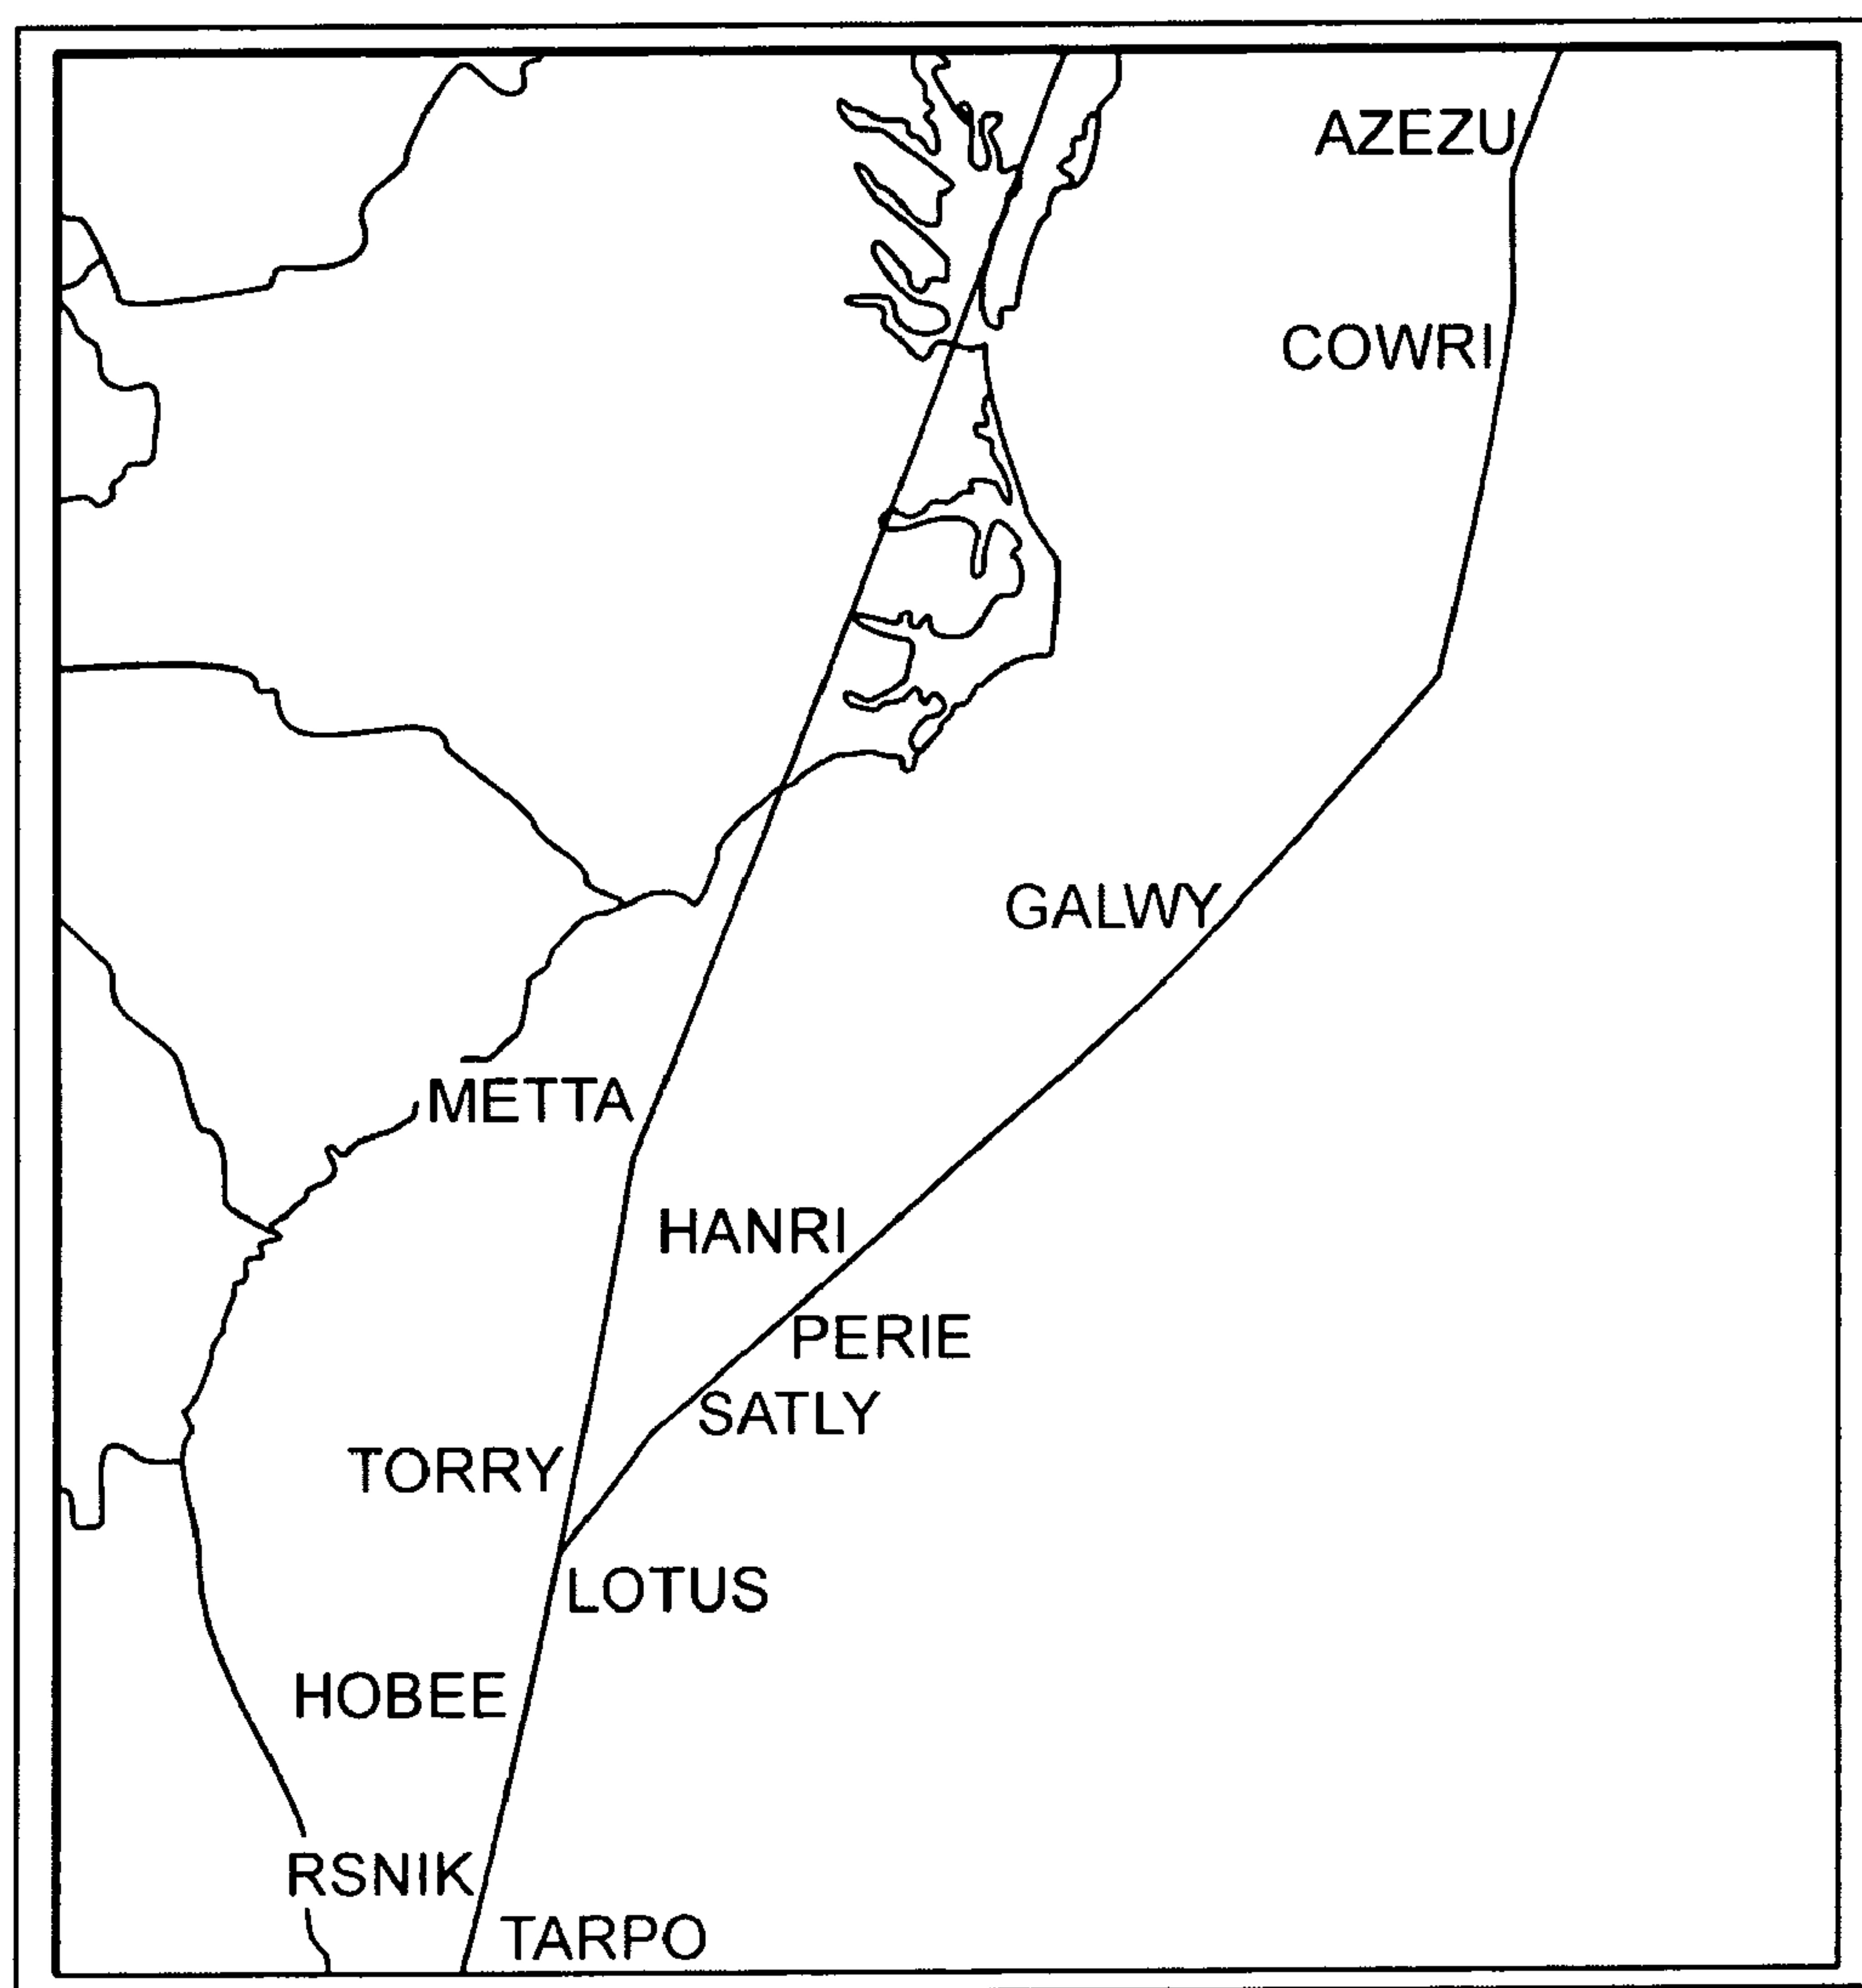 AZEZU
COWRI
GALWY
METTA
HANRI
PERIE
SATLY
TORRY
LOTUS
HOBEE
RSNIK
TARPO